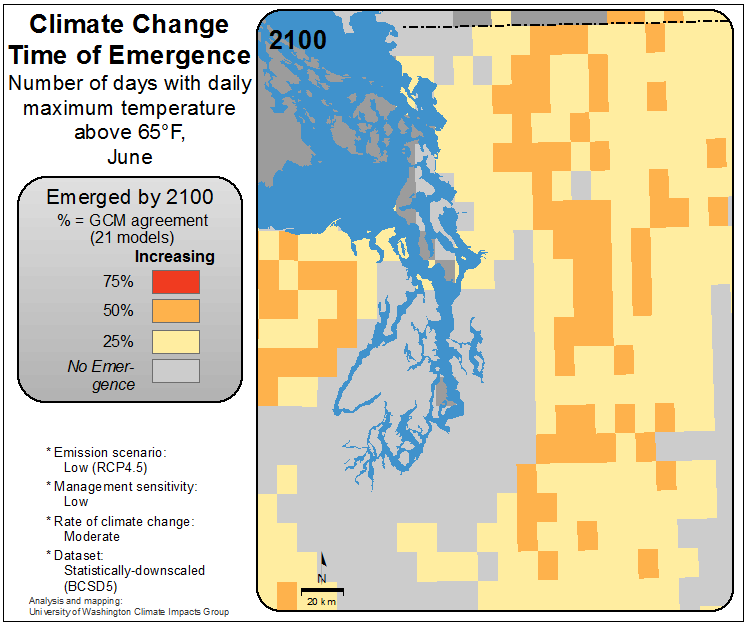 Climate Change
Time of Emergence
Number of days with daily
maximum temperature
above 65°F,
June
Emerged by 2100
% = GCM agreement
(21 models)
Increasing
75%
50%
25%
No Emer-
gence
* Emission scenario:
Low (RCP4.5)
* Management sensitivity:
Low
* Rate of climate change:
Moderate
* Dataset:
Statistically-downscaled
(BCSD5)
Analysis and mapping:
University of Washington Climate Impacts Group
2100
N
20 km